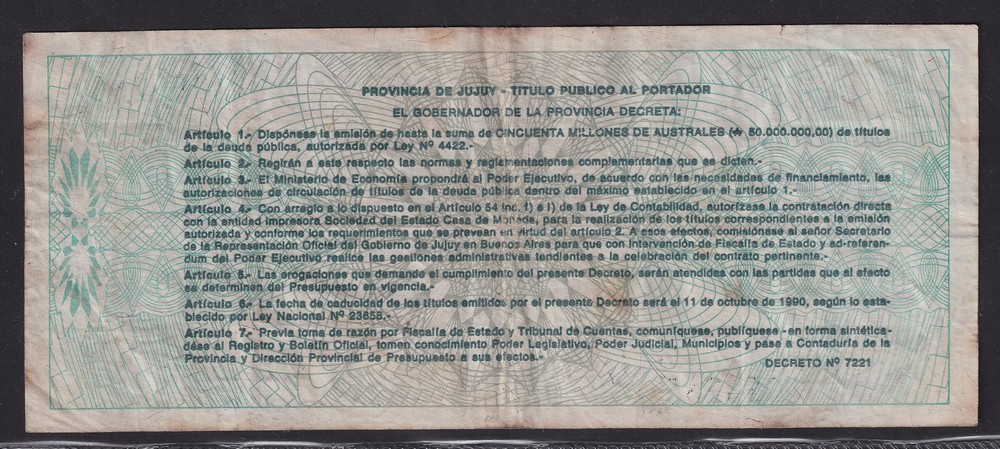 PROVINCIA DE JUJUY - TITULO PUBLICO AL PORTADOR
EL GOBERNADOR DE LA PROVINCIA DECRETA:
Artículo 1.- Dispónese la emisión de hasta la suma de CINCUENTA MILLONES DE AUSTRALES (₳ 50.000.000,00) de títulos
de la deuda pública, autorizada por Ley Nº 4422.-
Artículo 2.- Regirán a este respecto las normas y reglamentaciones complementarias que se dicten.-
Artículo 3.- El Ministerio de Economía propondrá al Poder Ejecutivo, de acuerdo con las necesidades de financiamiento, las
autorizaciones de circulación de títulos de la deuda pública dentro del máximo establecido en el artículo 1.-
Artículo 4.- Con arreglo a lo dispuesto en el Artículo 54 inc. f) e i) de la Ley de Contabilidad, autorízase la contratación directa
con la entidad impresora Sociedad del Estado Casa de Moneda, para la realización de los títulos correspondientes a la emisión
autorizada y conforme los requerimientos que se prevean en virtud del artículo 2. A esos efectos, comisiónase al señor Secretario
de la Representación Oficial del Gobierno de Jujuy en Buenos Aires para que con intervención de Fiscalía de Estado y ad-referen-
dum del Poder Ejecutivo realice las gestiones administrativas tendientes a la celebración del contrato pertinente.-
Artículo 5.- Las erogaciones que demande el cumplimiento del presente Decreto, serán atendidas con las partidas que al efecto
se determinen del Presupuesto en vigencia.-
Artículo 6.- La fecha de caducidad de los títulos emitidos por el presente Decreto será el 11 de octubre de 1990, según lo esta-
blecido por Ley Nacional Nº 23658.-
Artículo 7.- Previa toma de razón por Fiscalía de Estado y Tribunal de Cuentas, comuníquese, publíquese - en forma sintética-
dése al Registro y Boletín Oficial, tomen conocimiento Poder Legislativo, Poder Judicial, Municipios y pase a Contaduría de la
Provincia y Dirección Provincial de Presupuesto a sus efectos.-
DECRETO Nº 7221